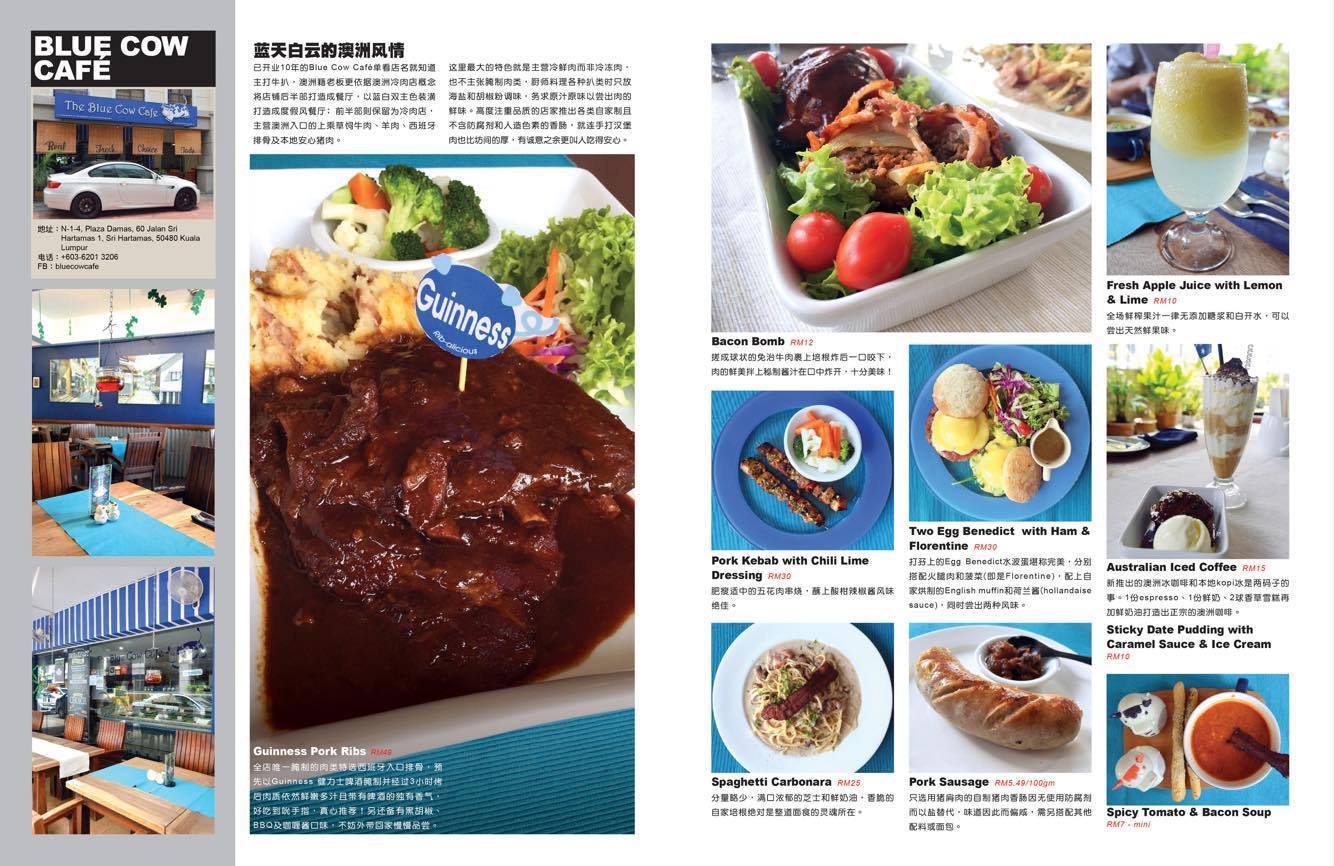 BLUE COW
CAFÉ
The Blue Cow Cafe
Real
Fresh
Choice
地址：N-1-4, Plaza Damas, 60 Jalan Sri
Hartamas 1, Sri Hartamas, 50480 Kuala
Lumpur
电话：+603-6201 3206
FB：bluecowcafe
蓝天白云的澳洲风情
已开业10年的Blue Cow Café单看店名就知道
主打牛扒，澳洲籍老板更依据澳洲冷肉店概念
将店铺后半部打造成餐厅，以蓝白双主色装潢
打造成度假风餐厅；前半部则保留为冷肉店，
主营澳洲入口的上乘草饲牛肉、羊肉、西班牙
排骨及本地安心猪肉。
这里最大的特色就是主营冷鲜肉而非冷冻肉，
也不主张腌制肉类，厨师料理各种扒类时只放
海盐和胡椒粉调味，务求原汁原味以尝出肉的
鲜味。高度注重品质的店家推出各类自家制且
不含防腐剂和人造色素的香肠，就连手打汉堡
肉也比坊间的厚，有诚意之余更叫人吃得安心。
Guinness
Rib-alicious
Guinness Pork Ribs RM49
全店唯一腌制的肉类特选西班牙入口排骨，预
先以Guinness 健力士啤酒腌制并经过3小时烤
后肉质依然鲜嫩多汁且带有啤酒的独有香气，
好吃到吮手指，真心推荐！另还备有黑胡椒、
BBQ及咖喱酱口味，不妨外带回家慢慢品尝。
Bacon Bomb RM12
搓成球状的免治牛肉裹上培根炸后一口咬下，
肉的鲜美拌上秘制酱汁在口中炸开，十分美味！
Pork Kebab with Chili Lime
Dressing RM30
肥瘦适中的五花肉串烧，蘸上酸柑辣椒酱风味
绝佳。
Spaghetti Carbonara RM25
分量略少，满口浓郁的芝士和鲜奶油，香脆的
自家培根绝对是整道面食的灵魂所在。
Two Egg Benedict with Ham &
Florentine RM30
打芬上的Egg Benedict水波蛋堪称完美，分别
搭配火腿肉和菠菜(即是Florentine)，配上自
家烘制的English muffin和荷兰酱(hollandaise
sauce)，同时尝出两种风味。
Pork Sausage RM5.49/100gm
只选用猪肩肉的自制猪肉香肠因无使用防腐剂
而以盐替代，味道因此而偏咸，需另搭配其他
配料或面包。
Fresh Apple Juice with Lemon
& Lime RM10
全场鲜榨果汁一律无添加糖浆和白开水，可以
尝出天然鲜果味。
Australian Iced Coffee RM15
新推出的澳洲冰咖啡和本地kopi冰是两码子的
事。1份espresso、1份鲜奶、2球香草雪糕再
加鲜奶油打造出正宗的澳洲咖啡。
Sticky Date Pudding with
Caramel Sauce & Ice Cream
RM10
Spicy Tomato & Bacon Soup
RM7 - mini